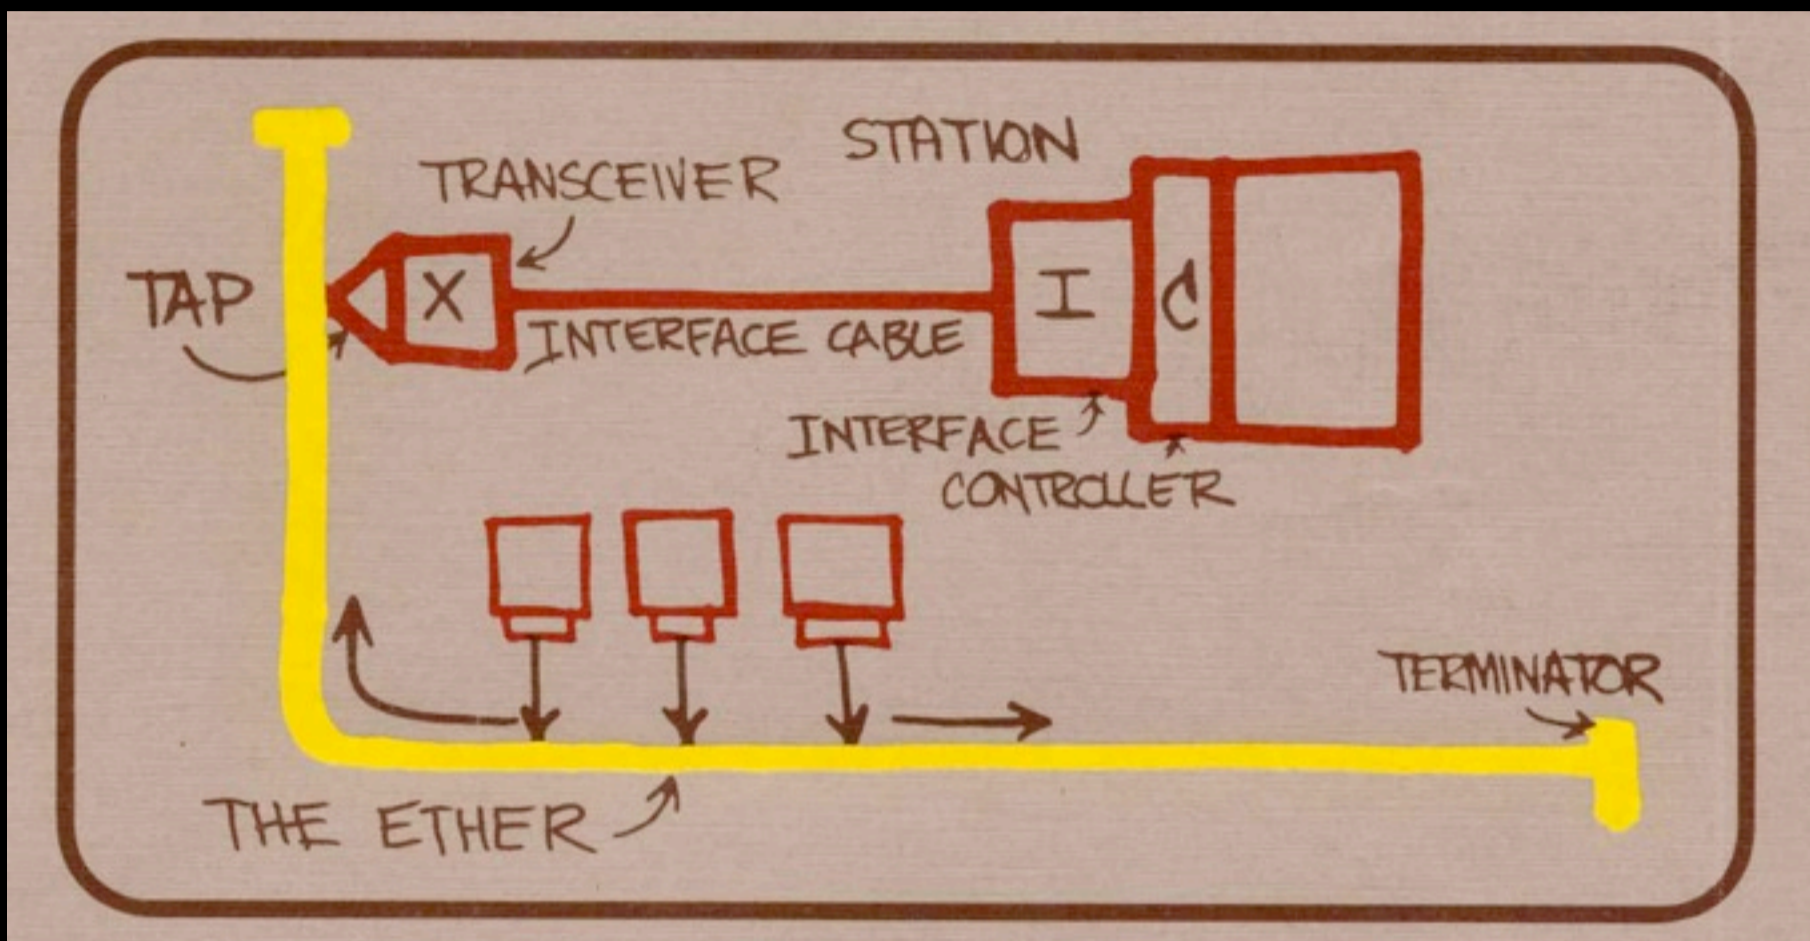 STATION
TRANSCEIVER
TAP
X
I
C
INTERFACE CABLE
INTERFACE
CONTROLLER
TERMINATOR
THE ETHER